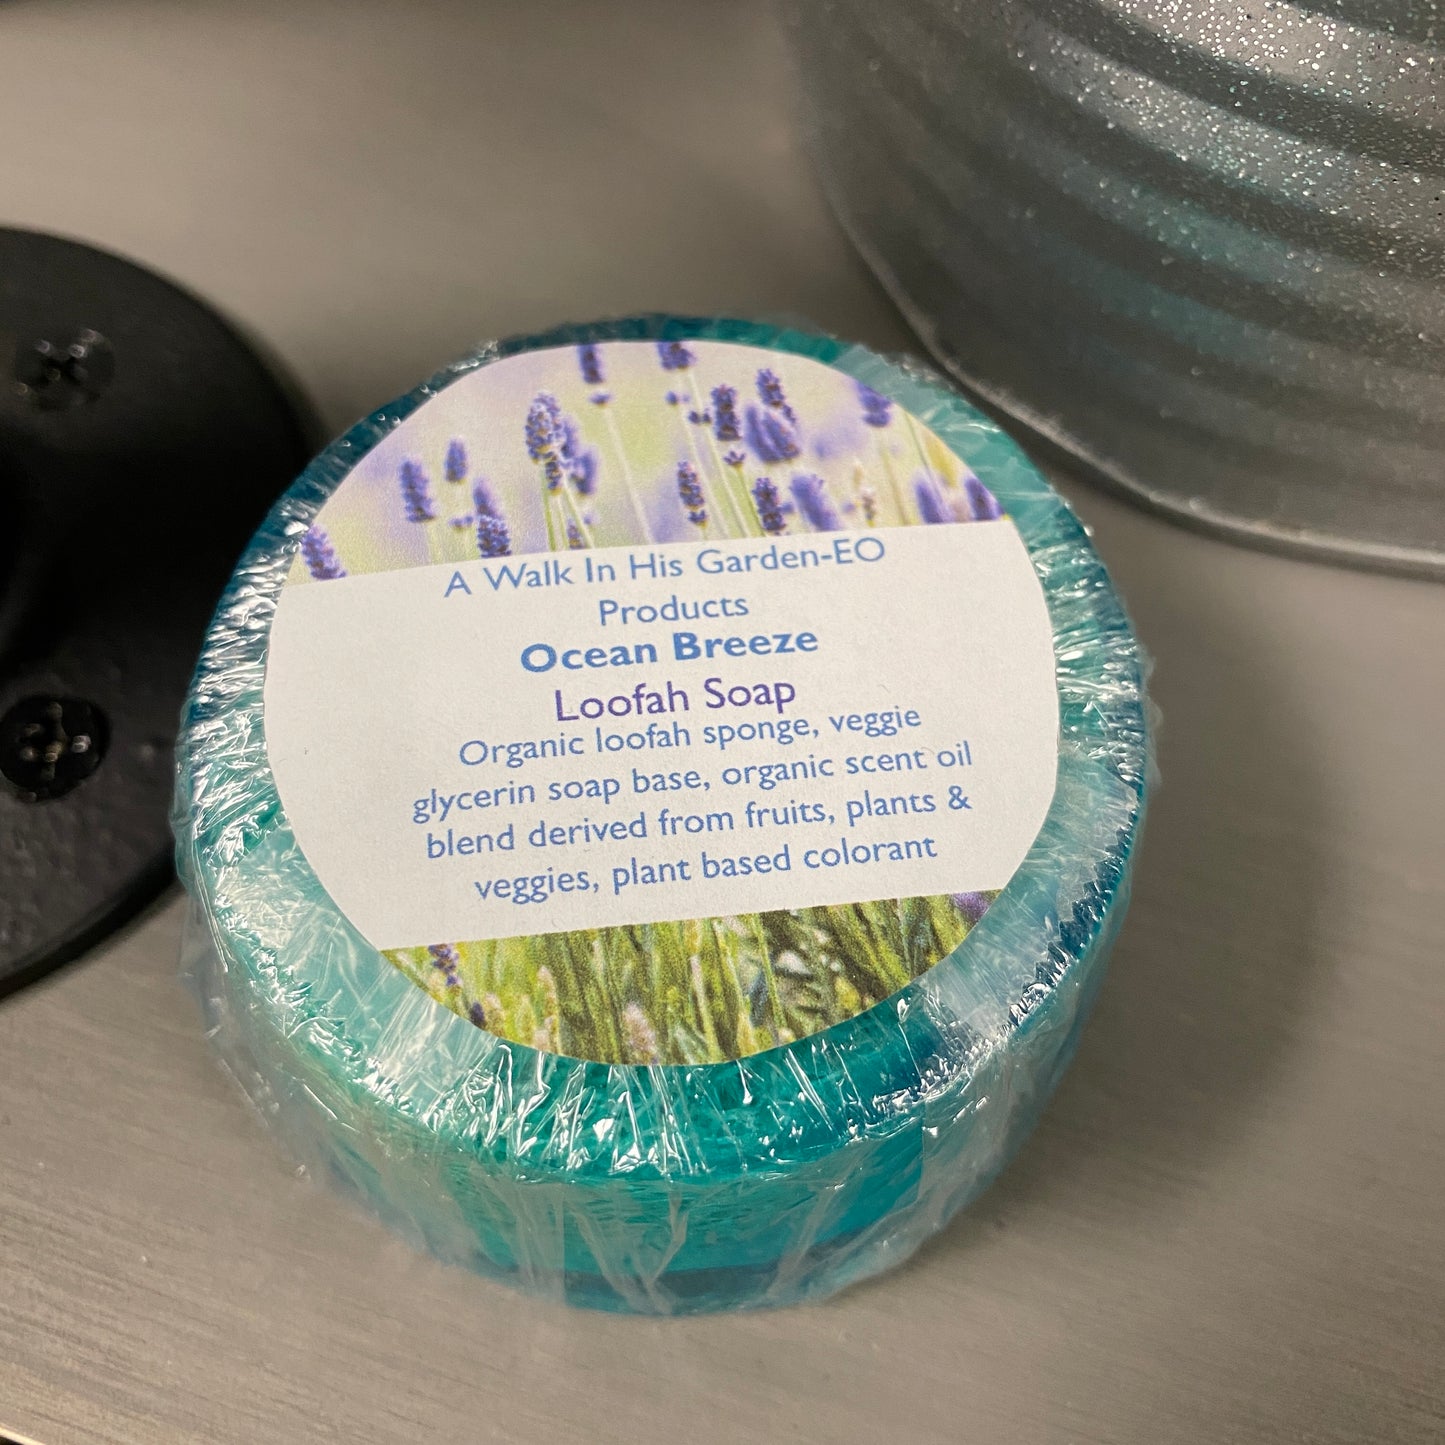 A Walk In His Garden-EO
Products
Ocean Breeze
Loofah Soap
Organic loofah sponge, veggie
glycerin soap base, organic scent oil
blend derived from fruits, plants &
veggies, plant based colorant